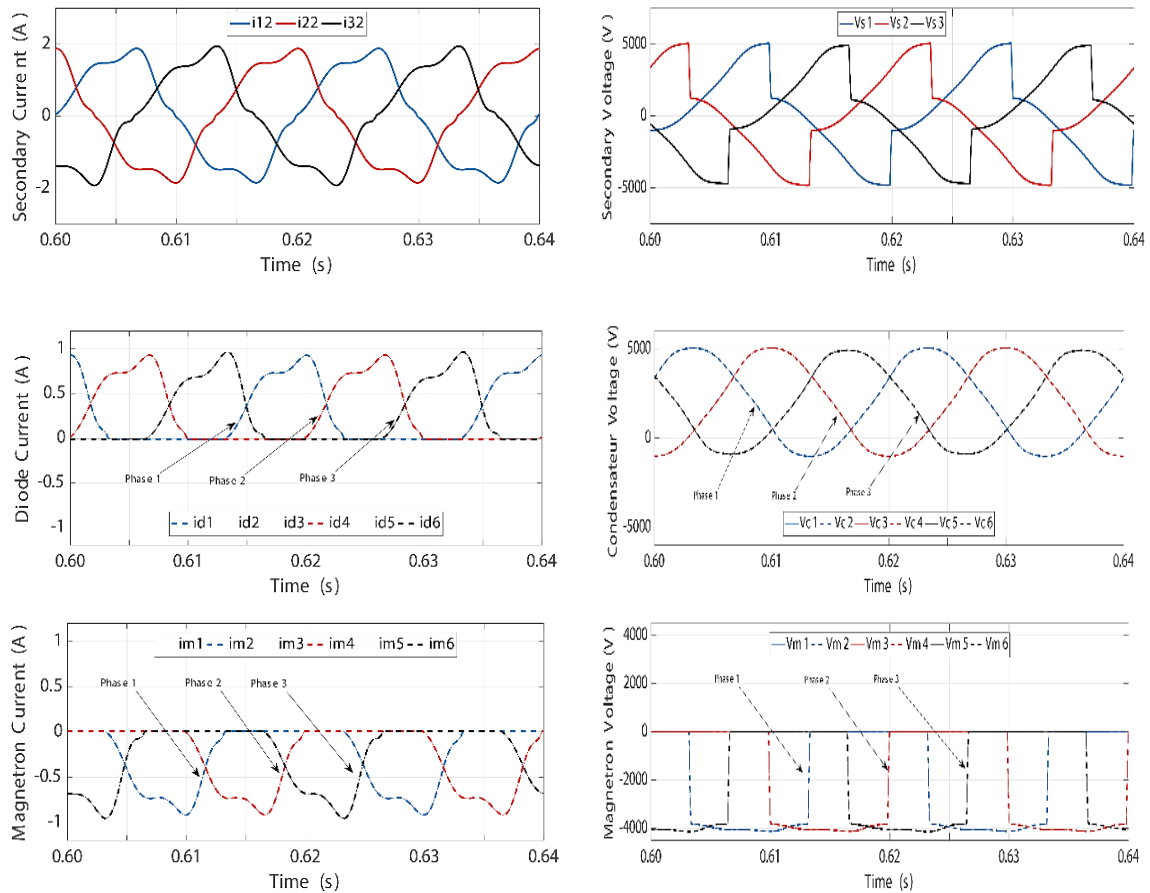 Secondary Current (A)
i12 i22 i32
2
0
-2
0.60 0.61 0.62 0.63 0.64
Time (s)
Secondary Voltage (V)
Vs 1 Vs 2 Vs 3
5000
0
-5000
0.60 0.61 0.62 0.63 0.64
Time (s)
Diode Current (A)
1
0.5
0
-0.5
-1
Phase 1
Phase 2
Phase 3
id1 id2 id3 id4 id5 id6
0.60 0.61 0.62 0.63 0.64
Time (s)
Condensateur Voltage (V)
5000
0
-5000
Phase 1
Phase 2
Phase 3
Vc 1 Vc 2 Vc 3 Vc 4 Vc 5 Vc 6
0.60 0.61 0.62 0.63 0.64
Time (s)
Magnetron Current (A)
im1 im2 im3 im4 im5 im6
1
0.5
0
-0.5
-1
Phase 1
Phase 2
Phase 3
0.60 0.61 0.62 0.63 0.64
Time (s)
Magnetron Voltage (V)
Vm 1 Vm 2 Vm 3 Vm 4 Vm 5 Vm 6
4000
2000
0
-2000
-4000
Phase 1
Phase 2
Phase 3
0.60 0.61 0.62 0.63 0.64
Time (s)